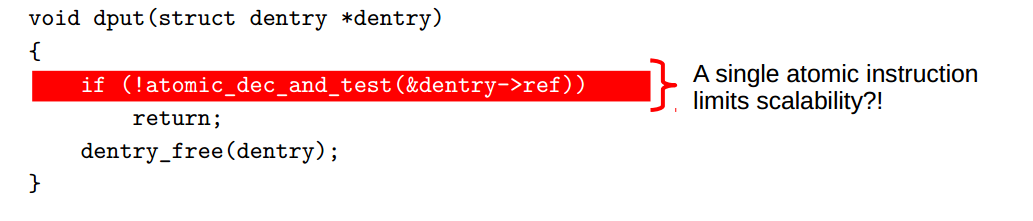 void dput(struct dentry *dentry)
{
if (!atomic_dec_and_test(&dentry->ref))
A single atomic instruction
limits scalability?!
return;
dentry_free(dentry);
}